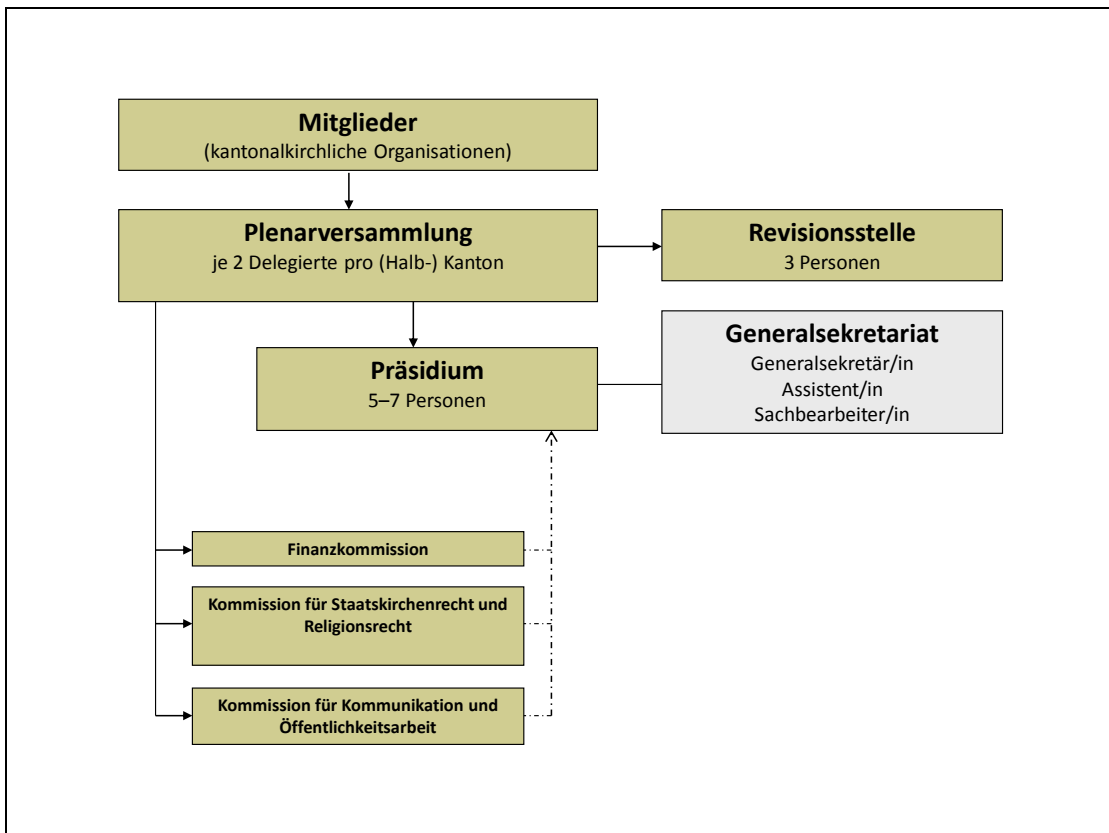 Mitglieder
(kantonalkirchliche Organisationen)
Plenarversammlung
je 2 Delegierte pro (Halb-) Kanton
Revisionsstelle
3 Personen
Präsidium
5–7 Personen
Generalsekretariat
Generalsekretär/in
Assistent/in
Sachbearbeiter/in
Finanzkommission
Kommission für Staatskirchenrecht und
Religionsrecht
Kommission für Kommunikation und
Öffentlichkeitsarbeit